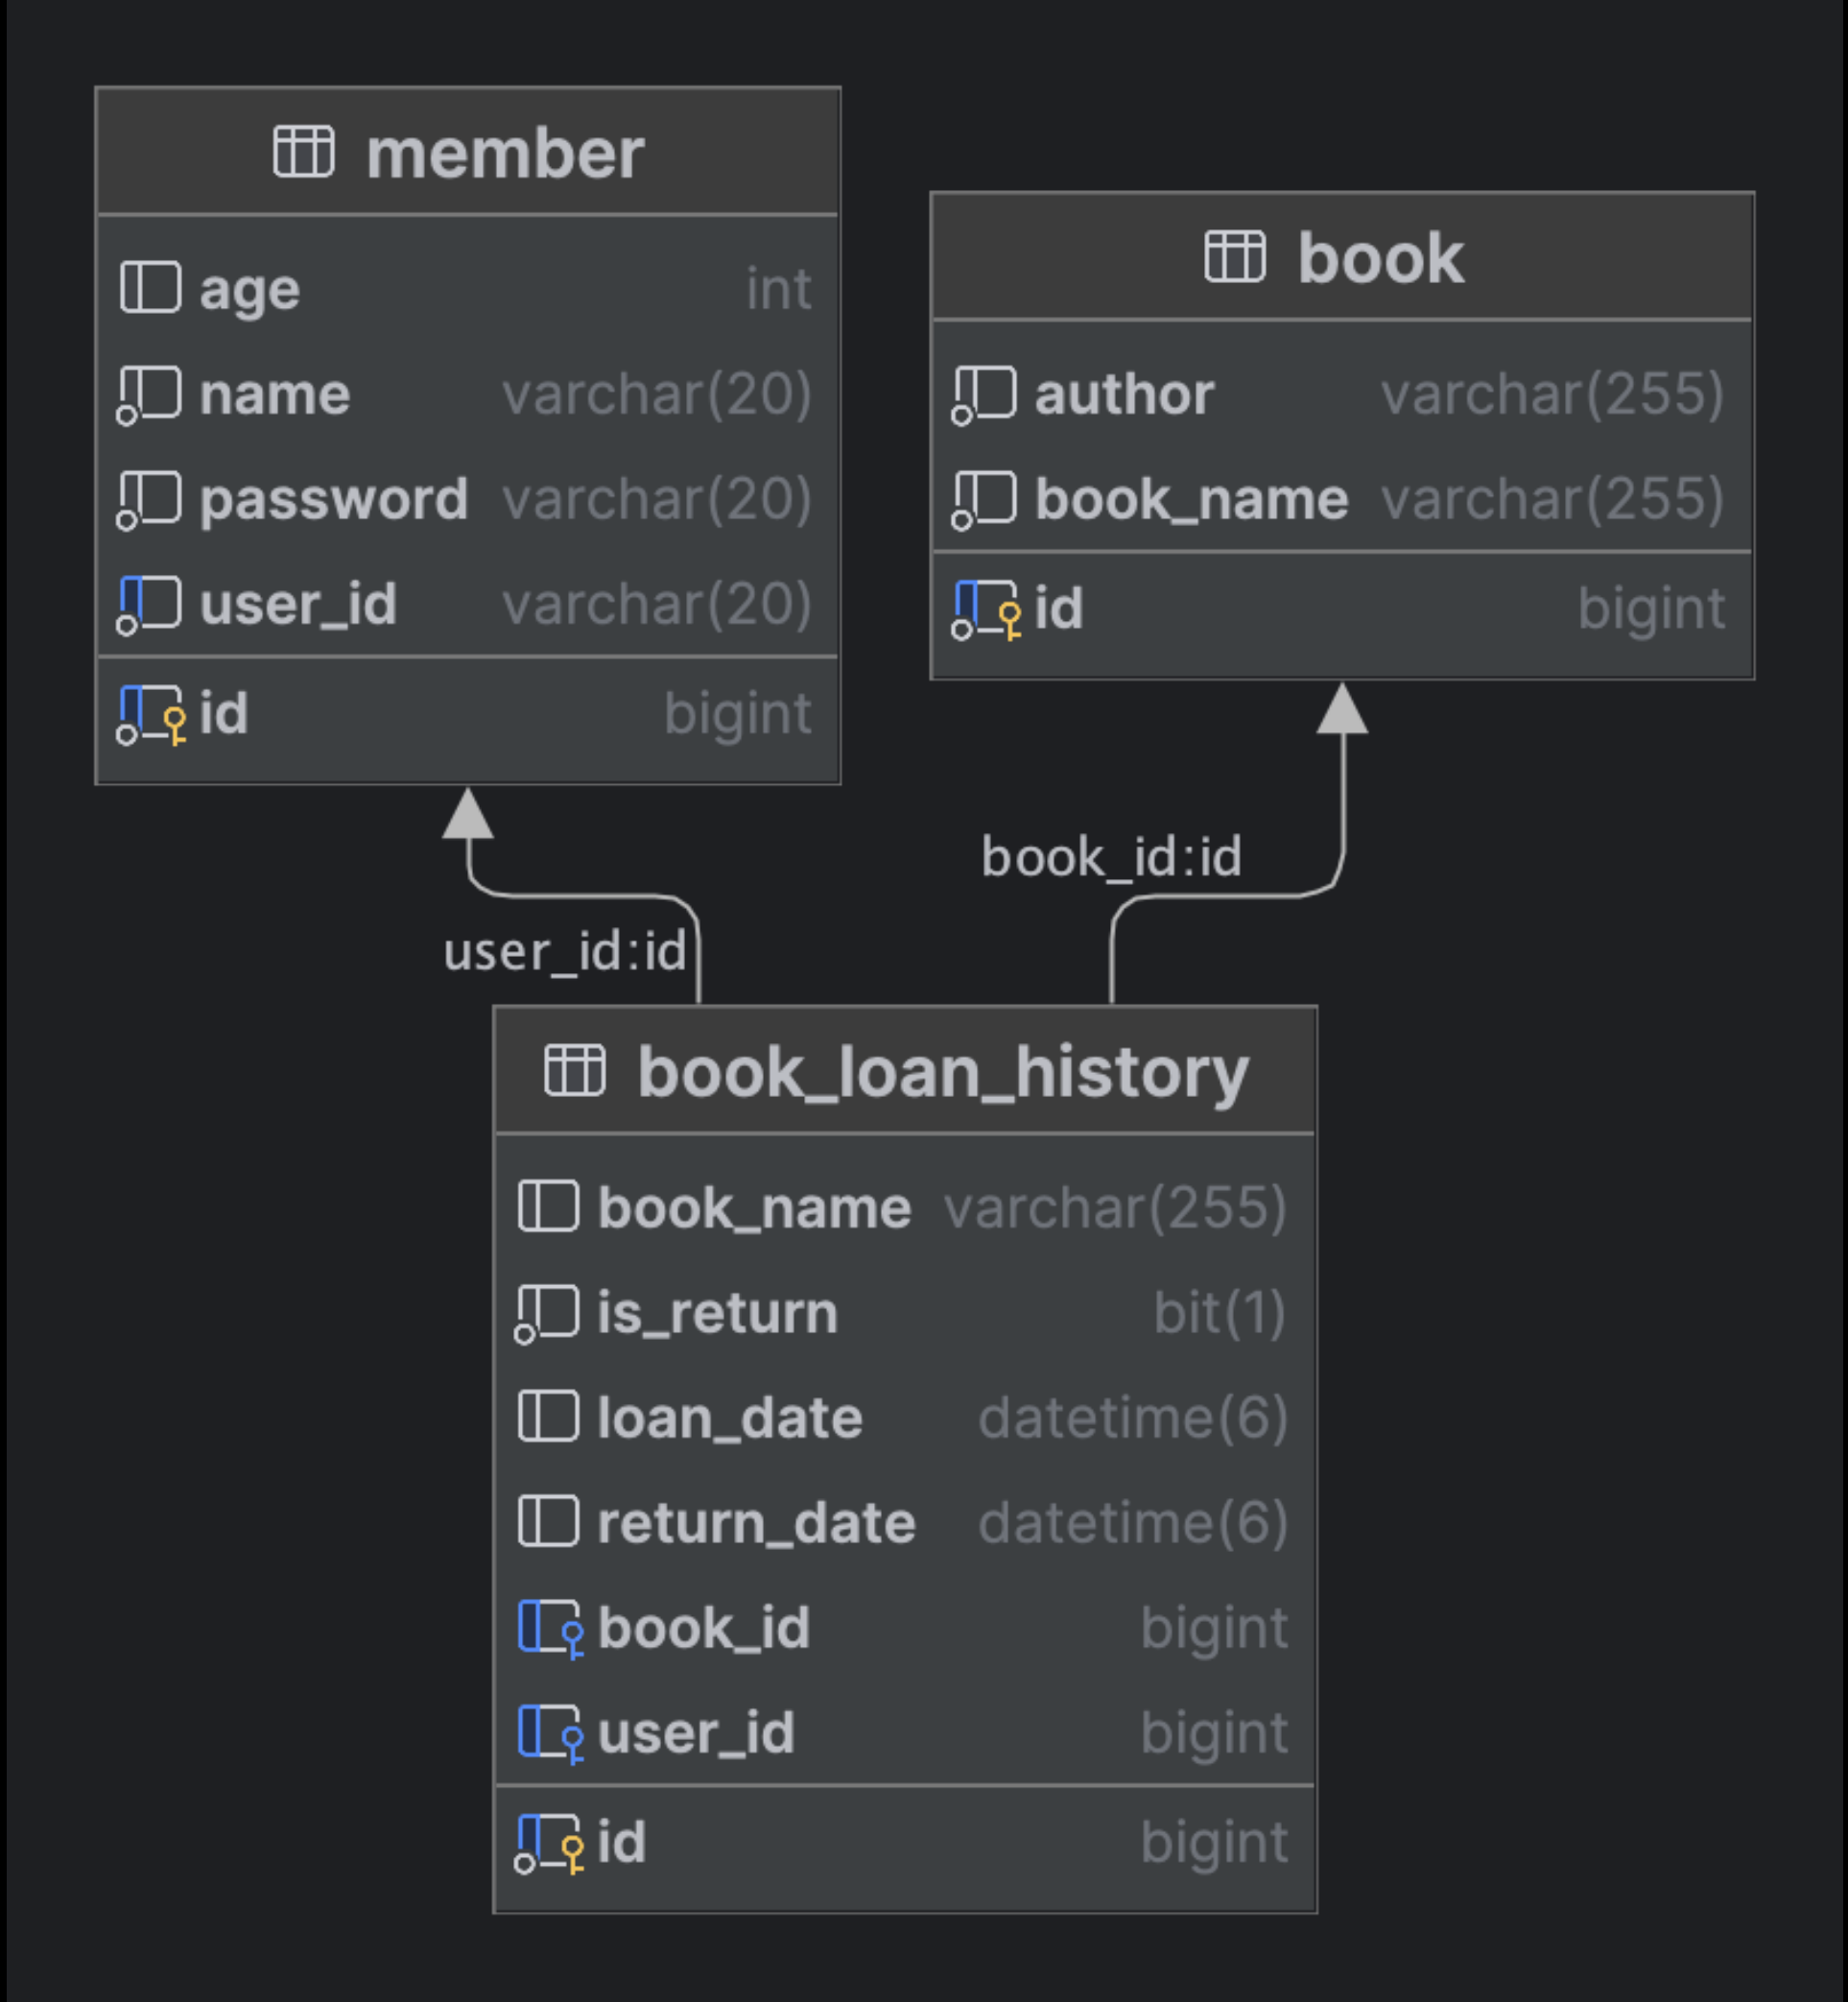 member
age int
name varchar(20)
password varchar(20)
user_id varchar(20)
id bigint
book
author varchar(255)
book_name varchar(255)
id bigint
user_id:id
book_id:id
book_loan_history
book_name varchar(255)
is_return bit(1)
loan_date datetime(6)
return_date datetime(6)
book_id bigint
user_id bigint
id bigint